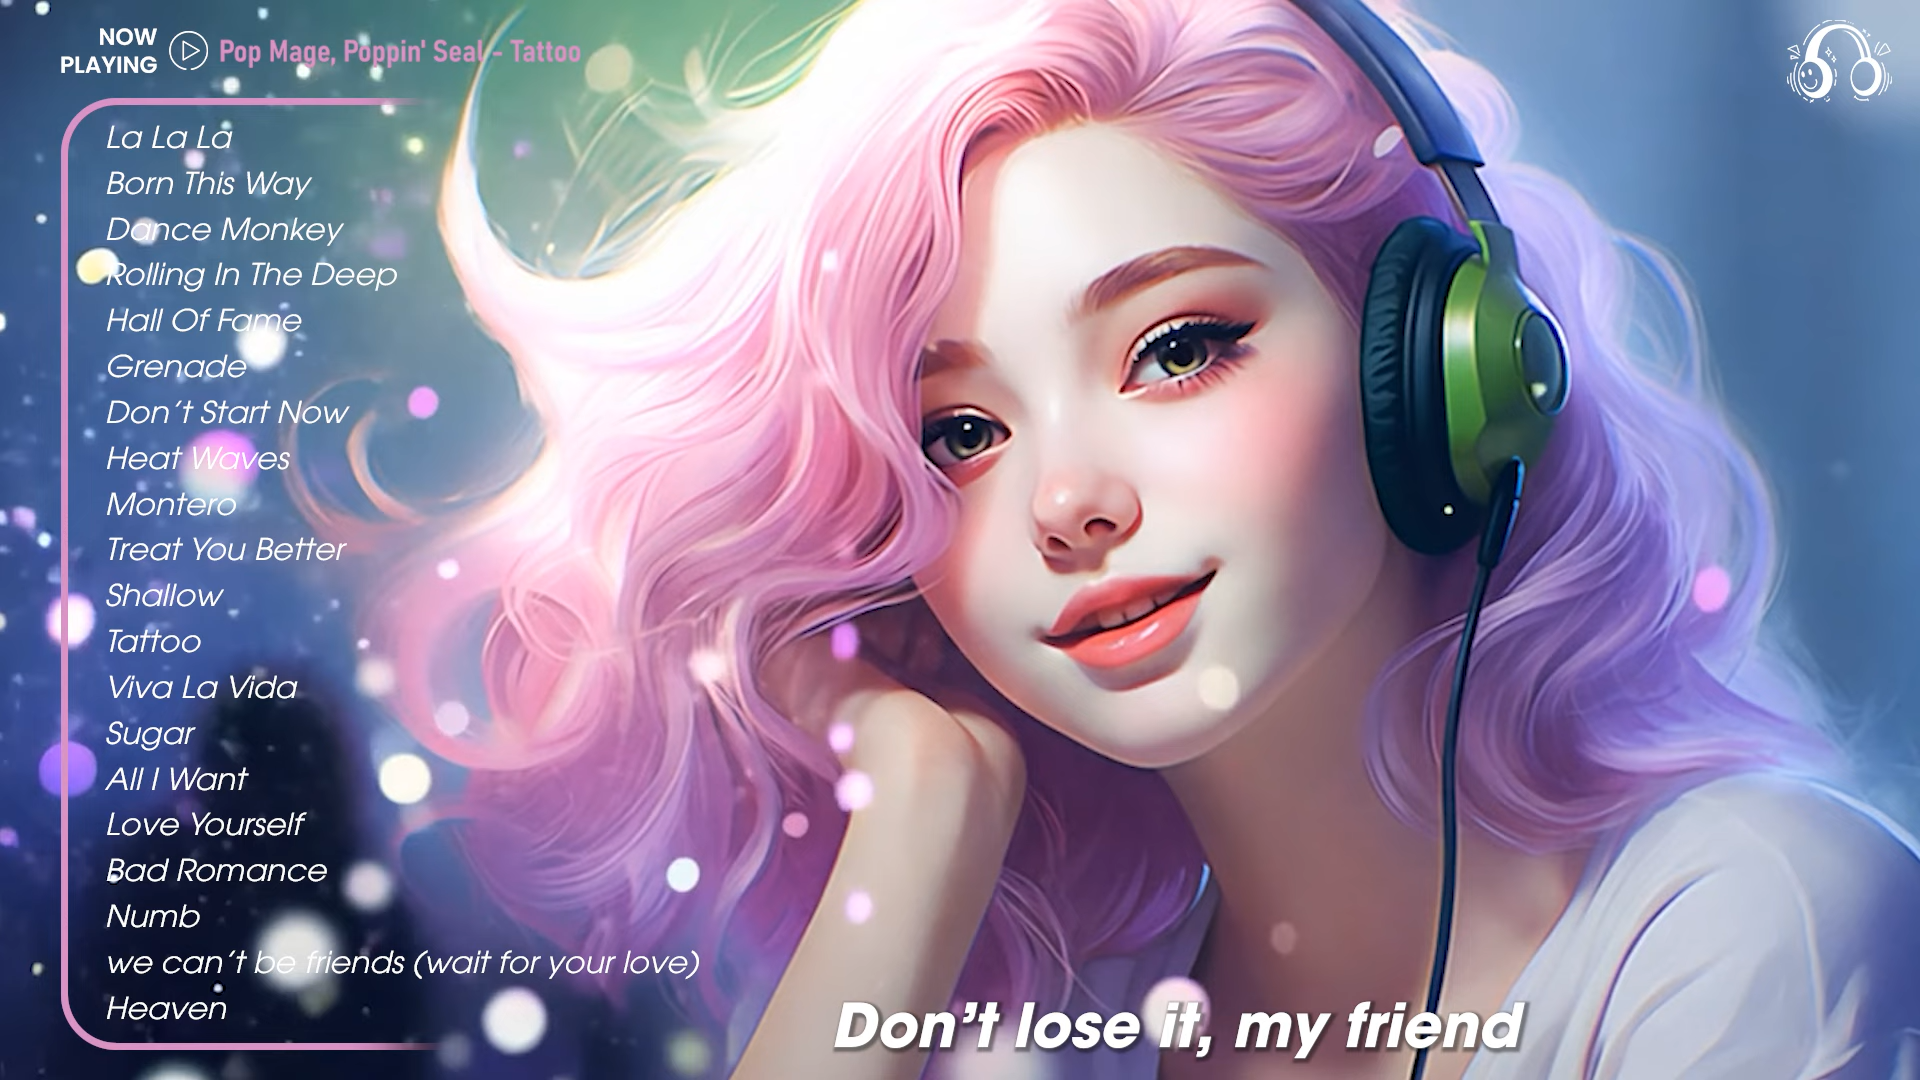 NOW
PLAYING
Pop Mage, Poppin' Seal - Tattoo
La La La
Born This Way
Dance Monkey
Rolling In The Deep
Hall Of Fame
Grenade
Don't Start Now
Heat Waves
Montero
Treat You Better
Shallow
Tattoo
Viva La Vida
Sugar
All I Want
Love Yourself
Bad Romance
Numb
we can't be friends (wait for your love)
Heaven
Don't lose it, my friend